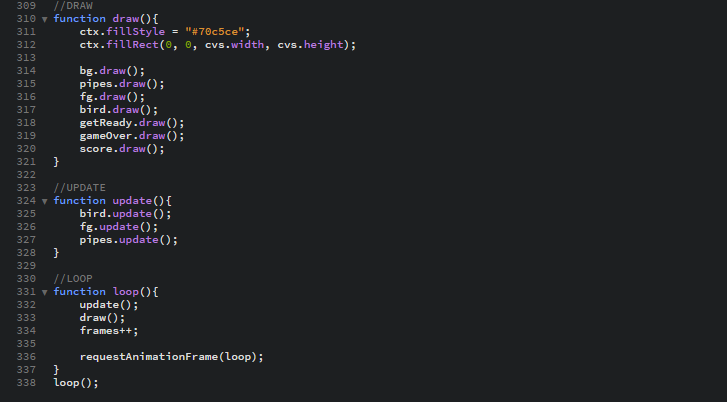 309 //DRAW
310 ▼ function draw(){
311     ctx.fillStyle = "#70c5ce";
312     ctx.fillRect(0, 0, cvs.width, cvs.height);
313
314     bg.draw();
315     pipes.draw();
316     fg.draw();
317     bird.draw();
318     getReady.draw();
319     gameOver.draw();
320     score.draw();
321 }
322
323 //UPDATE
324 ▼ function update(){
325     bird.update();
326     fg.update();
327     pipes.update();
328 }
329
330 //LOOP
331 ▼ function loop(){
332     update();
333     draw();
334     frames++;
335
336     requestAnimationFrame(loop);
337 }
338 loop();